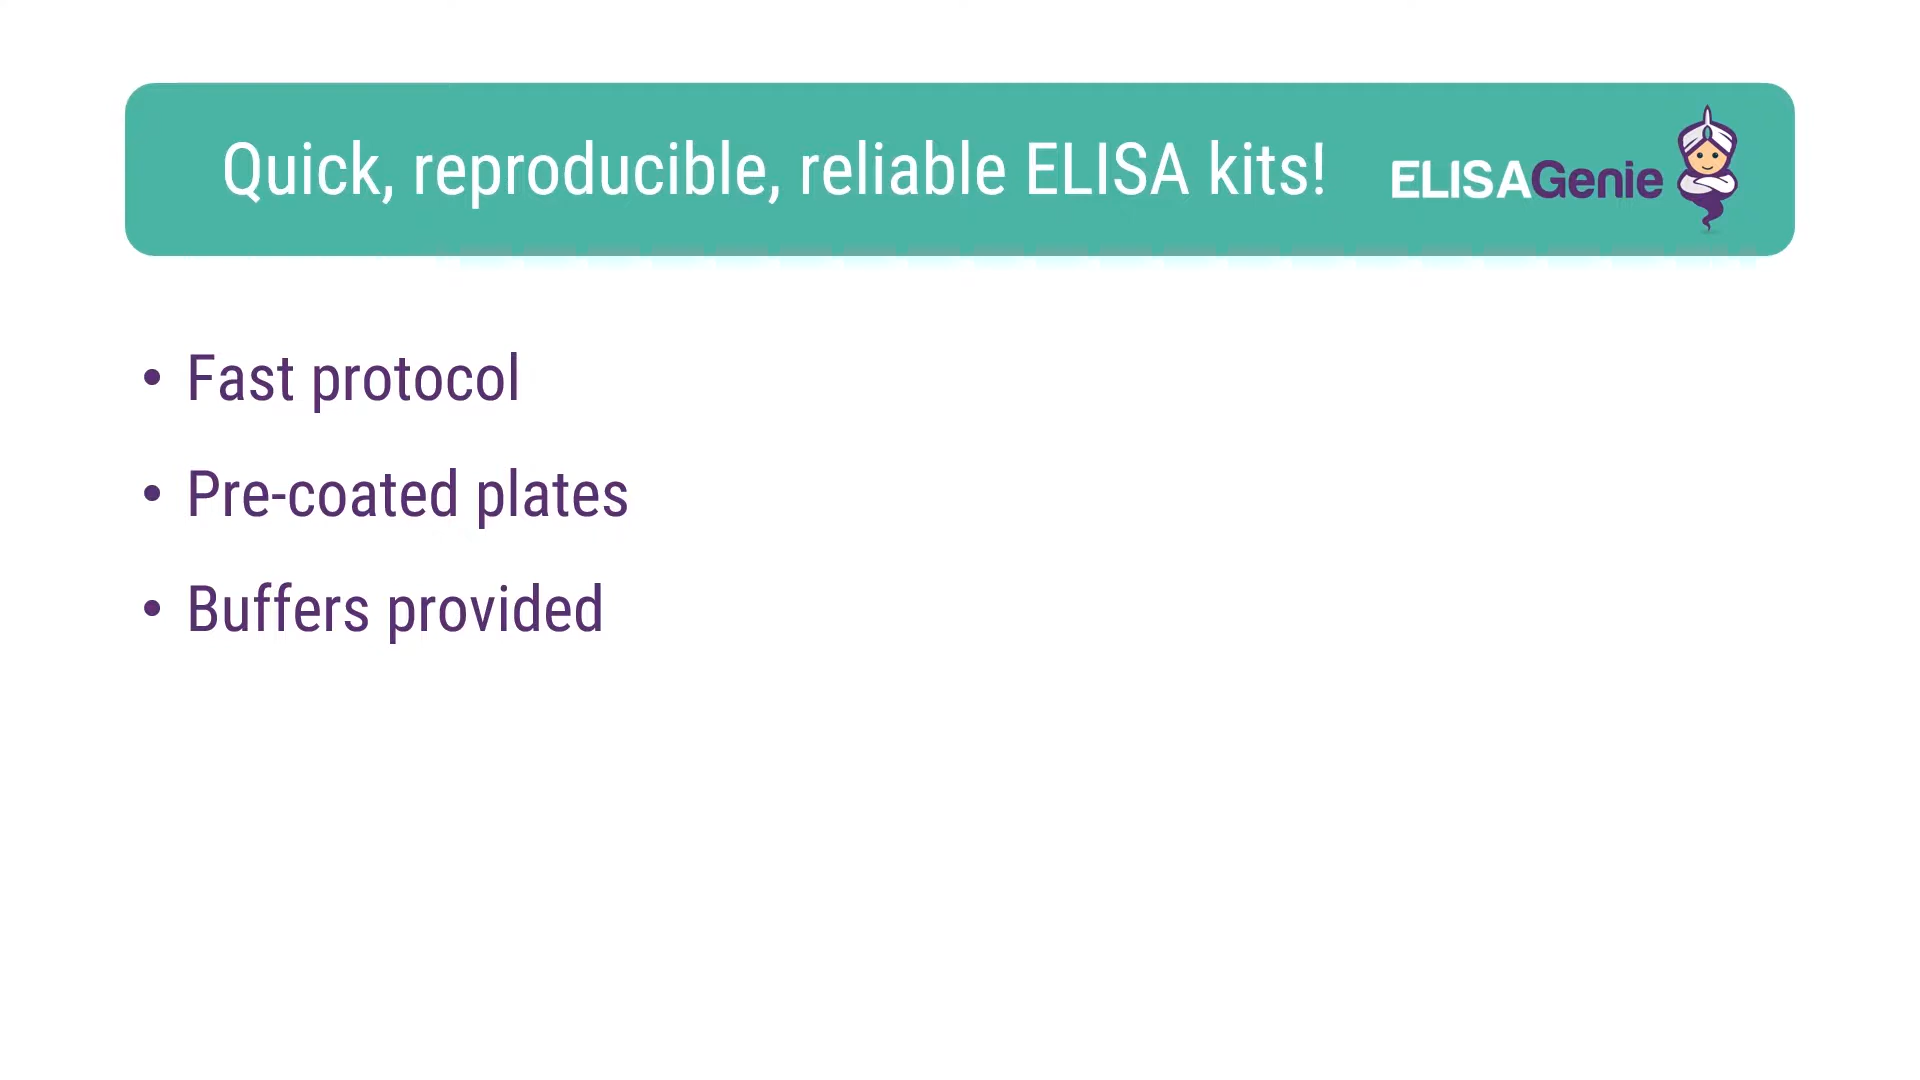 Quick, reproducible, reliable ELISA kits!
ELISAGenie
• Fast protocol
• Pre-coated plates
• Buffers provided